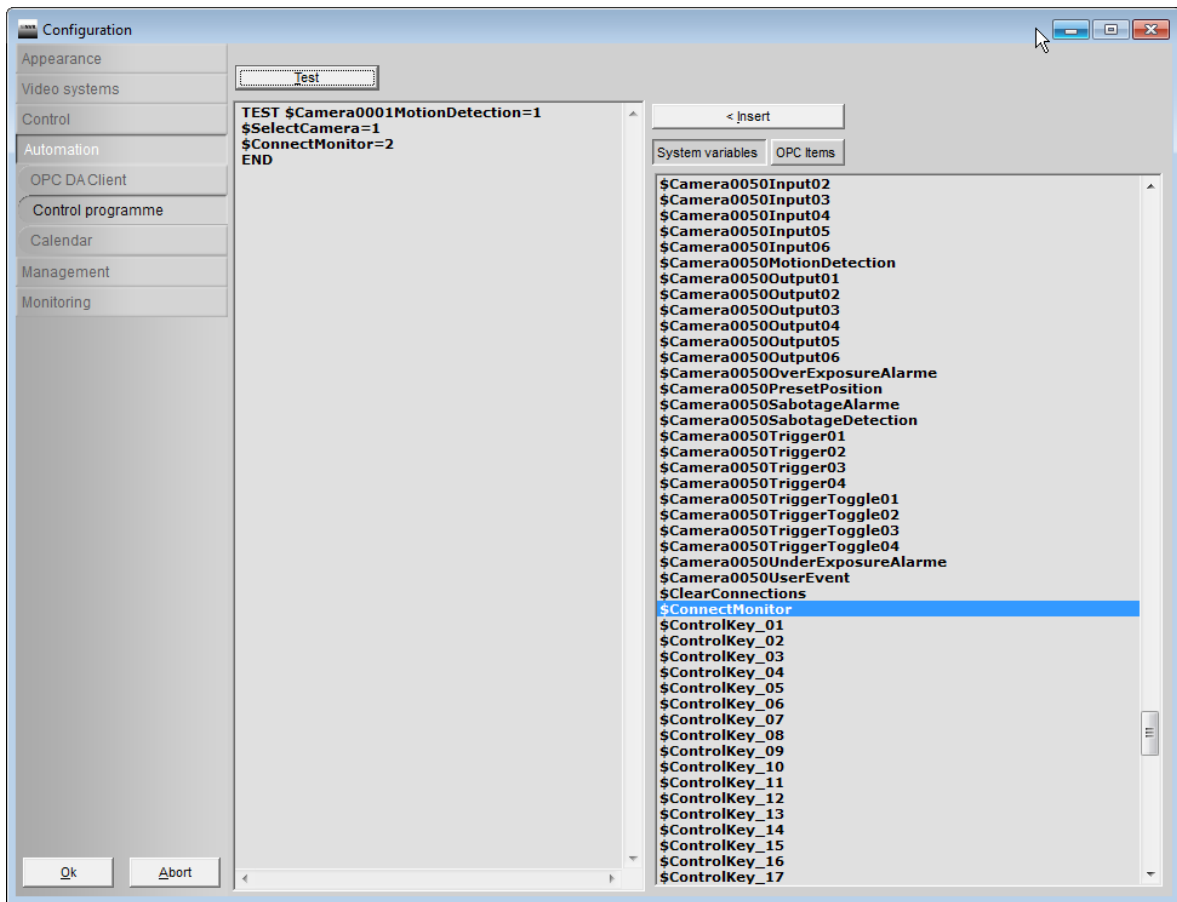 Configuration
Appearance
Video systems
Control
Automation
OPC DA Client
Control programme
Calendar
Management
Monitoring
Ok
Abort
Test
TEST $Camera0001MotionDetection=1
$SelectCamera=1
$ConnectMonitor=2
END
< Insert
System variables
OPC Items
$Camera0050Input02
$Camera0050Input03
$Camera0050Input04
$Camera0050Input05
$Camera0050Input06
$Camera0050MotionDetection
$Camera0050Output01
$Camera0050Output02
$Camera0050Output03
$Camera0050Output04
$Camera0050Output05
$Camera0050Output06
$Camera0050OverExposureAlarme
$Camera0050PresetPosition
$Camera0050SabotageAlarme
$Camera0050SabotageDetection
$Camera0050Trigger01
$Camera0050Trigger02
$Camera0050Trigger03
$Camera0050Trigger04
$Camera0050TriggerToggle01
$Camera0050TriggerToggle02
$Camera0050TriggerToggle03
$Camera0050TriggerToggle04
$Camera0050UnderExposureAlarme
$Camera0050UserEvent
$ClearConnections
$ConnectMonitor
$ControlKey_01
$ControlKey_02
$ControlKey_03
$ControlKey_04
$ControlKey_05
$ControlKey_06
$ControlKey_07
$ControlKey_08
$ControlKey_09
$ControlKey_10
$ControlKey_11
$ControlKey_12
$ControlKey_13
$ControlKey_14
$ControlKey_15
$ControlKey_16
$ControlKey_17